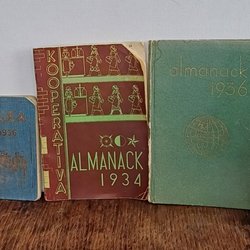 1936
KOOPERATIVA
ALMANACK
1934
almanack
1936